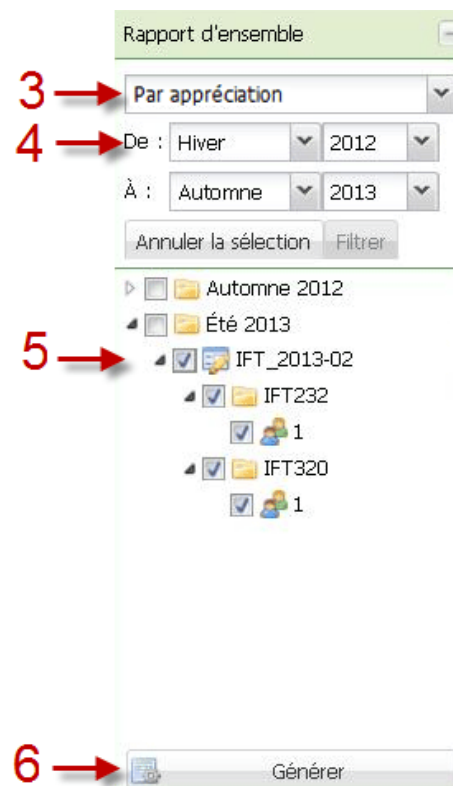 Rapport d'ensemble
3 Par appréciation
4 De : Hiver 2012
À : Automne 2013
Annuler la sélection Filtrer
Automne 2012
Été 2013
5 IFT_2013-02
IFT232
1
IFT320
1
6 Générer